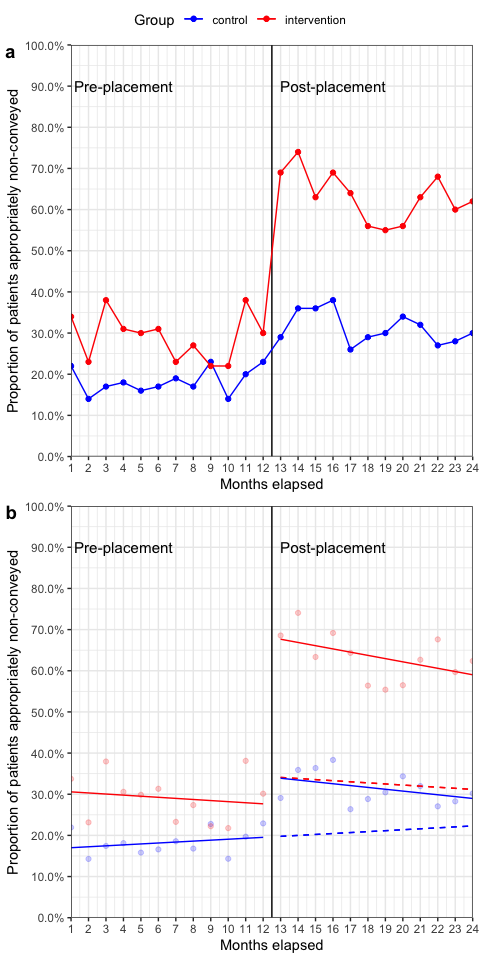 Group control intervention
a
Proportion of patients appropriately non-conveyed
100.0%
90.0%
80.0%
70.0%
60.0%
50.0%
40.0%
30.0%
20.0%
10.0%
0.0%
Pre-placement Post-placement
1 2 3 4 5 6 7 8 9 10 11 12 13 14 15 16 17 18 19 20 21 22 23 24
Months elapsed
b
Proportion of patients appropriately non-conveyed
100.0%
90.0%
80.0%
70.0%
60.0%
50.0%
40.0%
30.0%
20.0%
10.0%
0.0%
Pre-placement Post-placement
1 2 3 4 5 6 7 8 9 10 11 12 13 14 15 16 17 18 19 20 21 22 23 24
Months elapsed